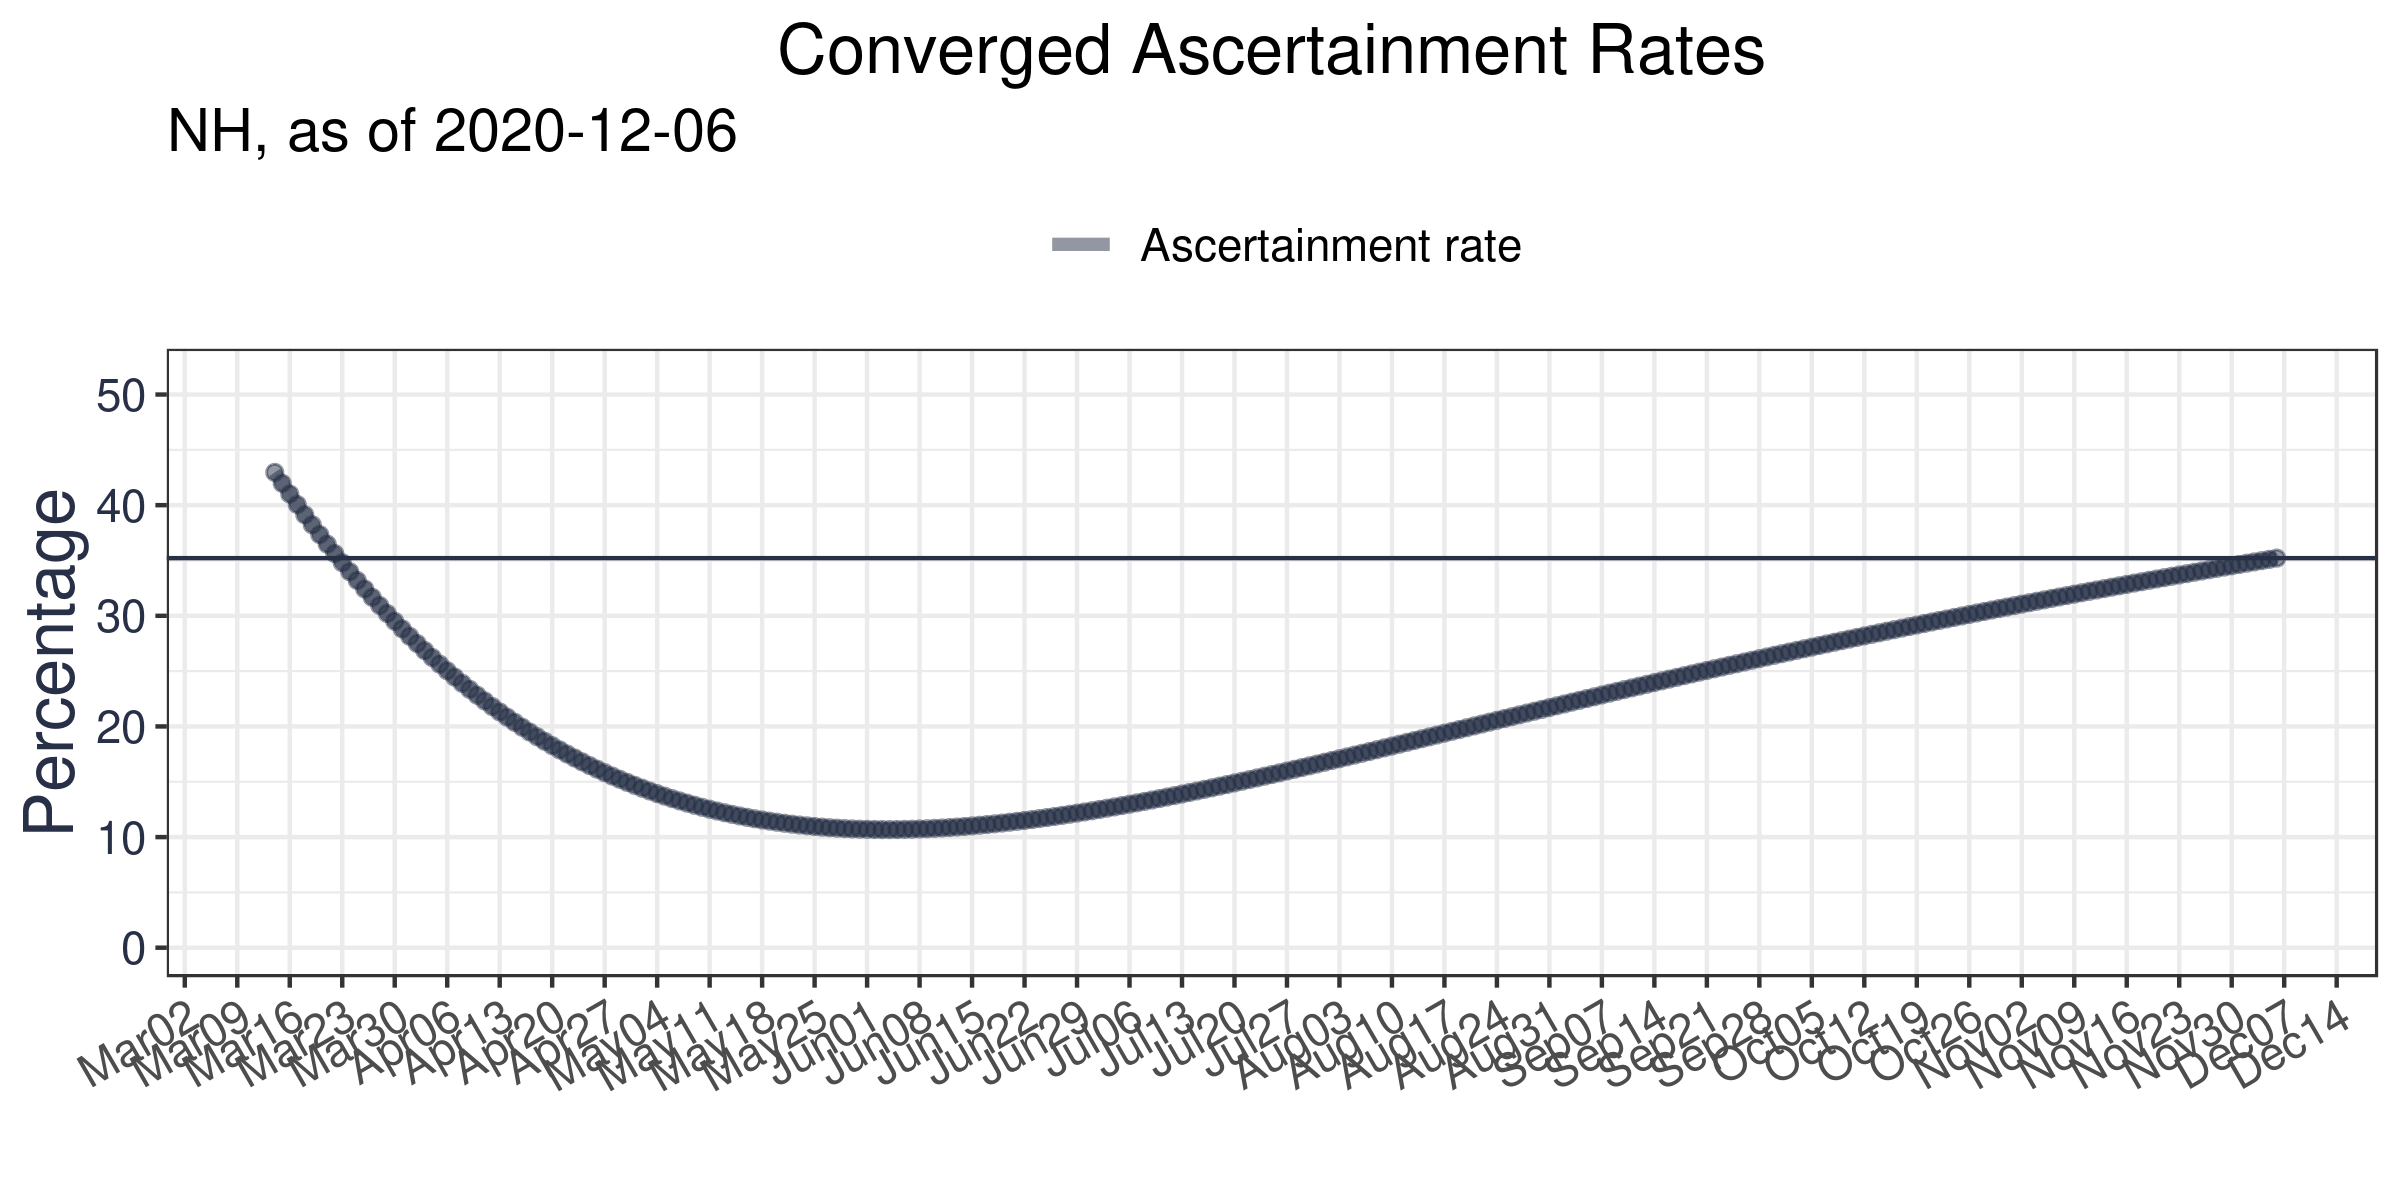 Converged Ascertainment Rates
NH, as of 2020-12-06
Ascertainment rate
Percentage
50
40
30
20
10
0
Mar02
Mar09
Mar16
Mar23
Mar30
Apr06
Apr13
Apr20
Apr27
May04
May11
May18
May25
Jun01
Jun08
Jun15
Jun22
Jun29
Jul06
Jul13
Jul20
Jul27
Aug03
Aug10
Aug17
Aug24
Aug31
Sep07
Sep14
Sep21
Sep28
Oct05
Oct12
Oct19
Oct26
Nov02
Nov09
Nov16
Nov23
Nov30
Dec07
Dec14